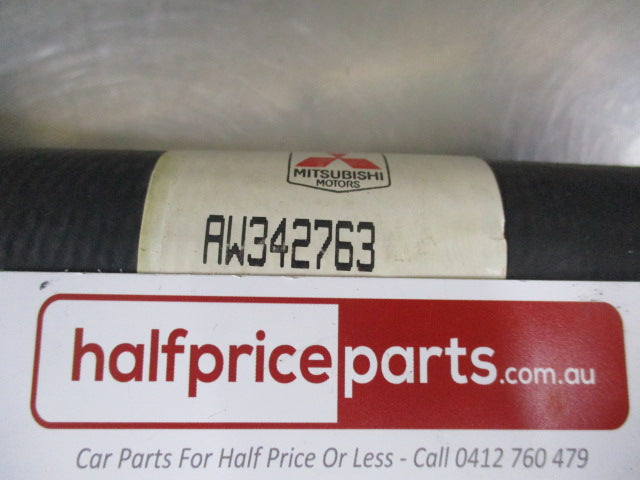 MITSUBISHI
MOTORS
AW342763
halfpriceparts.com.au
Car Parts For Half Price Or Less - Call 0412 760 479